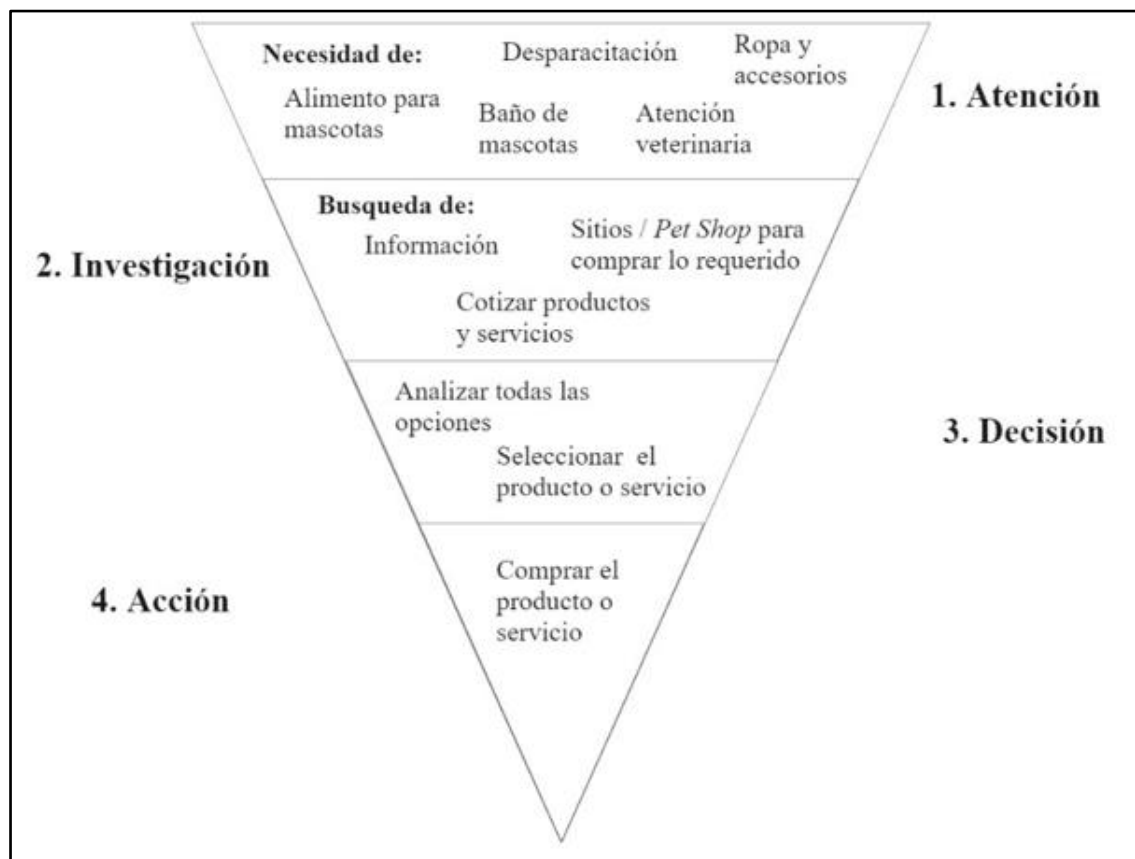 Necesidad de:
Desparacitación
Ropa y
accesorios
Alimento para
mascotas
Baño de
mascotas
Atención
veterinaria
1. Atención
Busqueda de:
Información
Sitios / Pet Shop para
comprar lo requerido
Cotizar productos
y servicios
2. Investigación
Analizar todas las
opciones
Seleccionar el
producto o servicio
3. Decisión
Comprar el
producto o
servicio
4. Acción